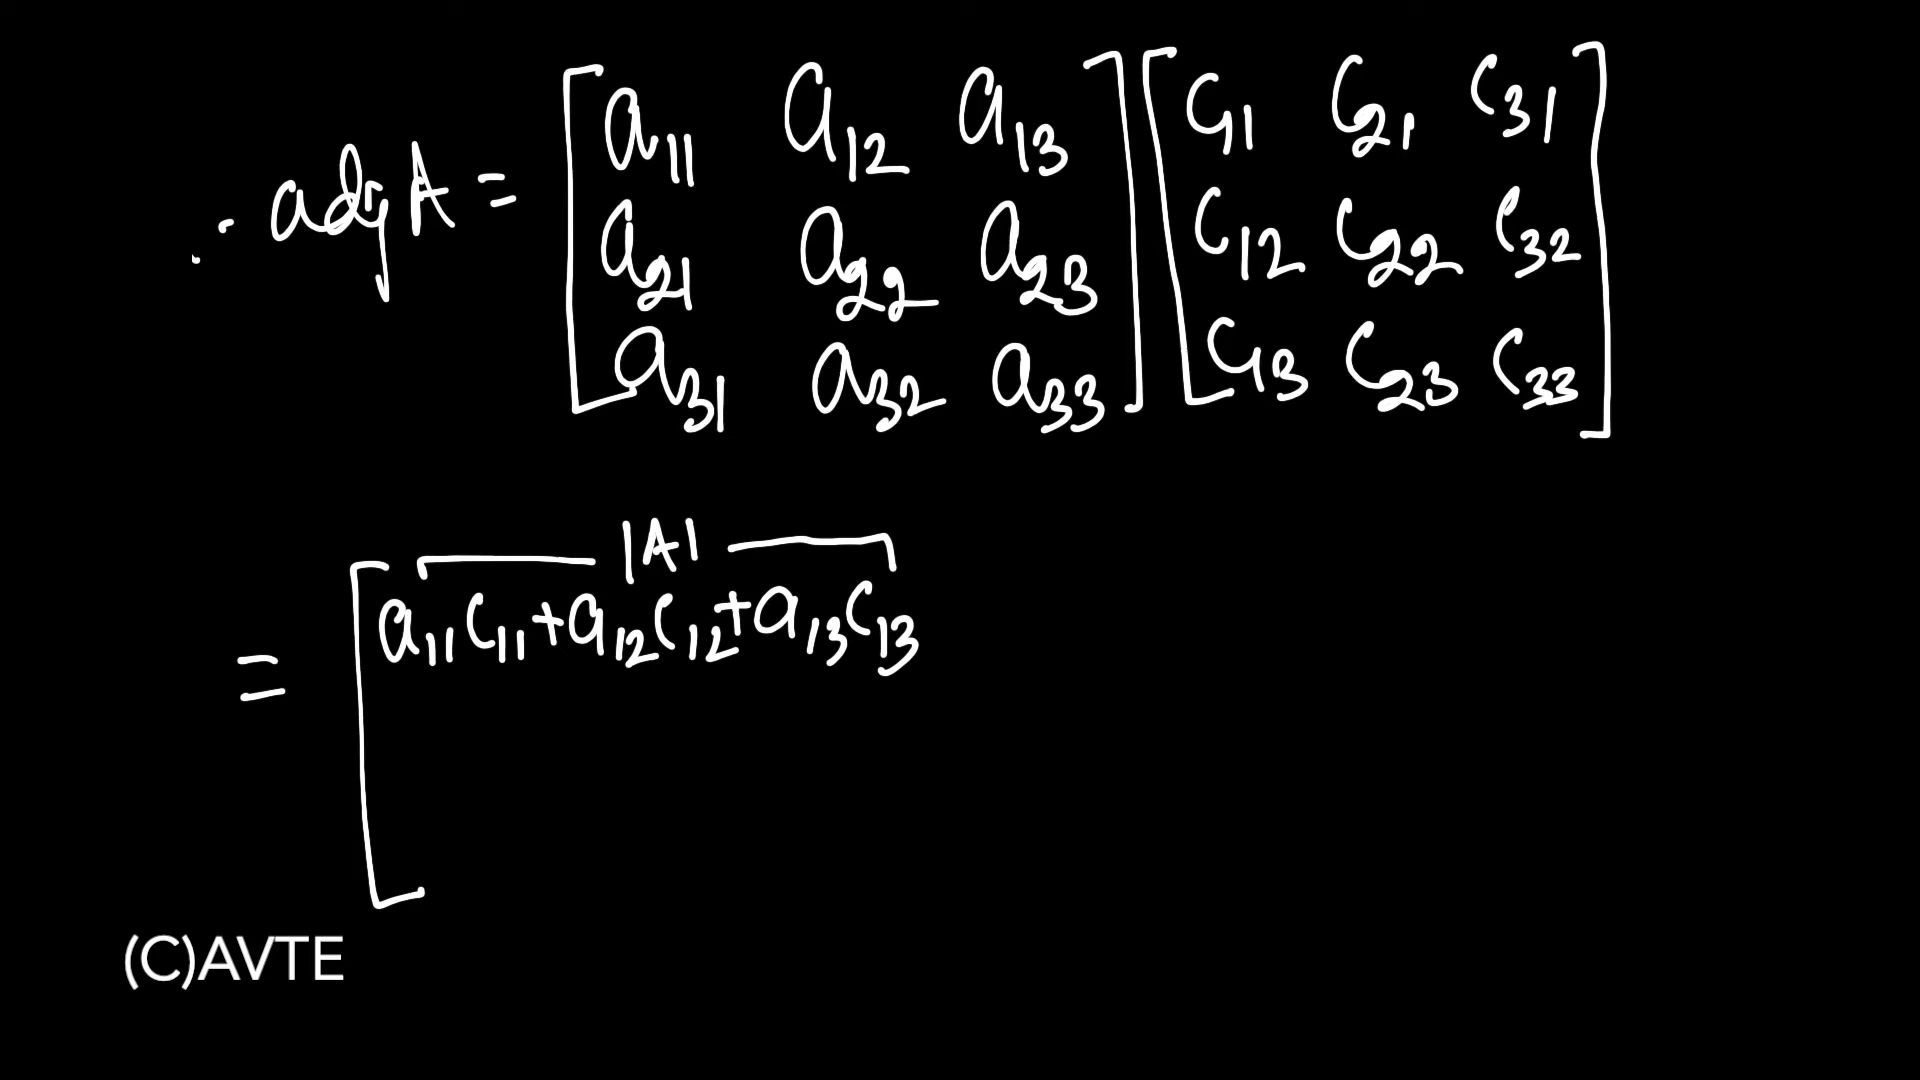 ∴ adj A = [a₁₁ a₁₂ a₁₃] [C₁₁ C₂₁ C₃₁]
[a₂₁ a₂₂ a₂₃] [C₁₂ C₂₂ C₃₂]
[a₃₁ a₃₂ a₃₃] [C₁₃ C₂₃ C₃₃]
|A|
= [a₁₁C₁₁+a₁₂C₁₂+a₁₃C₁₃
(C)AVTE